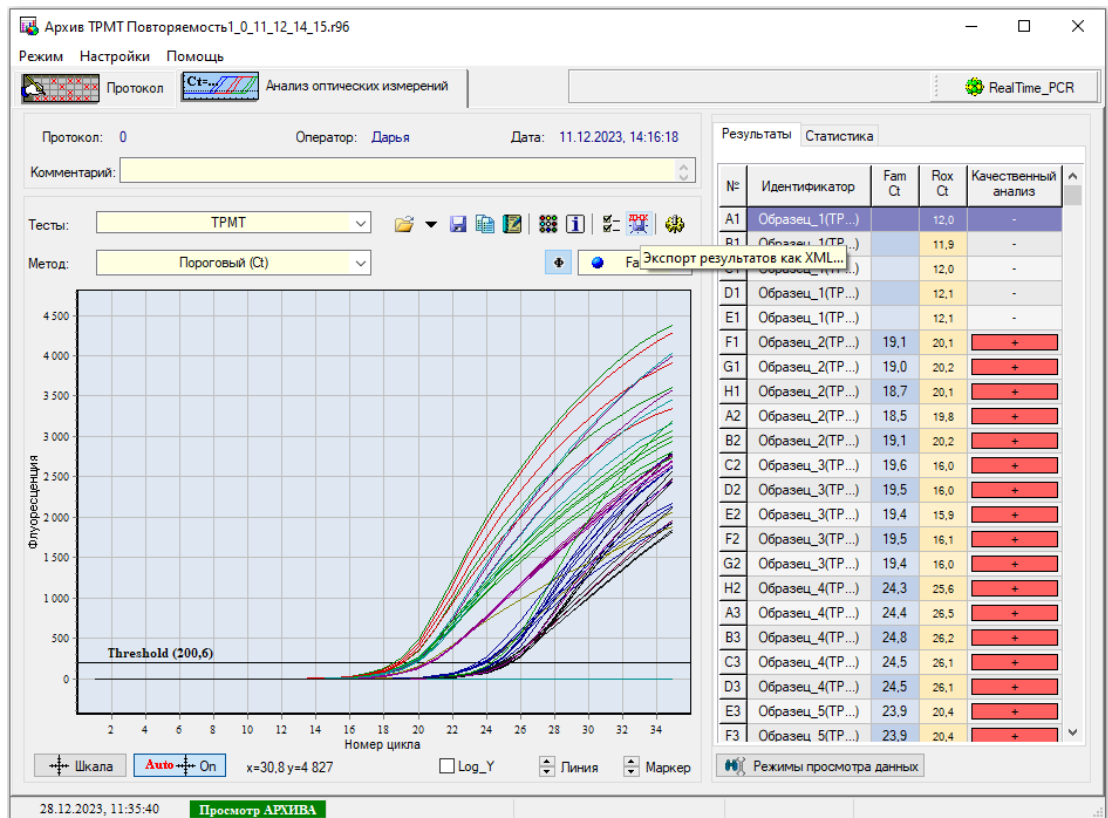 Архив ТРМТ Повторяемость1_0_11_12_14_15.r96
Режим Настройки Помощь
Протокол
Ct=...
Анализ оптических измерений
RealTime_PCR
Протокол: 0 Оператор: Дарья Дата: 11.12.2023, 14:16:18
Комментарий:
Тесты: ТРМТ
Метод: Пороговый (Ct)
Ф Fa
Экспорт результатов как XML...
4 500
4 000
3 500
3 000
2 500
2 000
1 500
1 000
500
0
Флуоресценция
Threshold (200,6)
2 4 6 8 10 12 14 16 18 20 22 24 26 28 30 32 34
Номер цикла
Шкала Auto On x=30,8 y=4 827 Log_Y Линия Маркер
Результаты Статистика
№ Идентификатор Fam Ct Rox Ct Качественный анализ
A1 Образец_1(ТР...) 12,0 -
B1 Образец_1(ТР...) 11,9 -
12,0 -
D1 Образец_1(ТР...) 12,1 -
E1 Образец_1(ТР...) 12,1 -
F1 Образец_2(ТР...) 19,1 20,1 +
G1 Образец_2(ТР...) 19,0 20,2 +
H1 Образец_2(ТР...) 18,7 20,1 +
A2 Образец_2(ТР...) 18,5 19,8 +
B2 Образец_2(ТР...) 19,1 20,2 +
C2 Образец_3(ТР...) 19,6 16,0 +
D2 Образец_3(ТР...) 19,5 16,0 +
E2 Образец_3(ТР...) 19,4 15,9 +
F2 Образец_3(ТР...) 19,5 16,1 +
G2 Образец_3(ТР...) 19,4 16,0 +
H2 Образец_4(ТР...) 24,3 25,6 +
A3 Образец_4(ТР...) 24,4 26,5 +
B3 Образец_4(ТР...) 24,8 26,2 +
C3 Образец_4(ТР...) 24,5 26,1 +
D3 Образец_4(ТР...) 24,5 26,1 +
E3 Образец_5(ТР...) 23,9 20,4 +
F3 Образец_5(ТР...) 23,9 20,4 +
Режимы просмотра данных
28.12.2023, 11:35:40 Просмотр АРХИВА